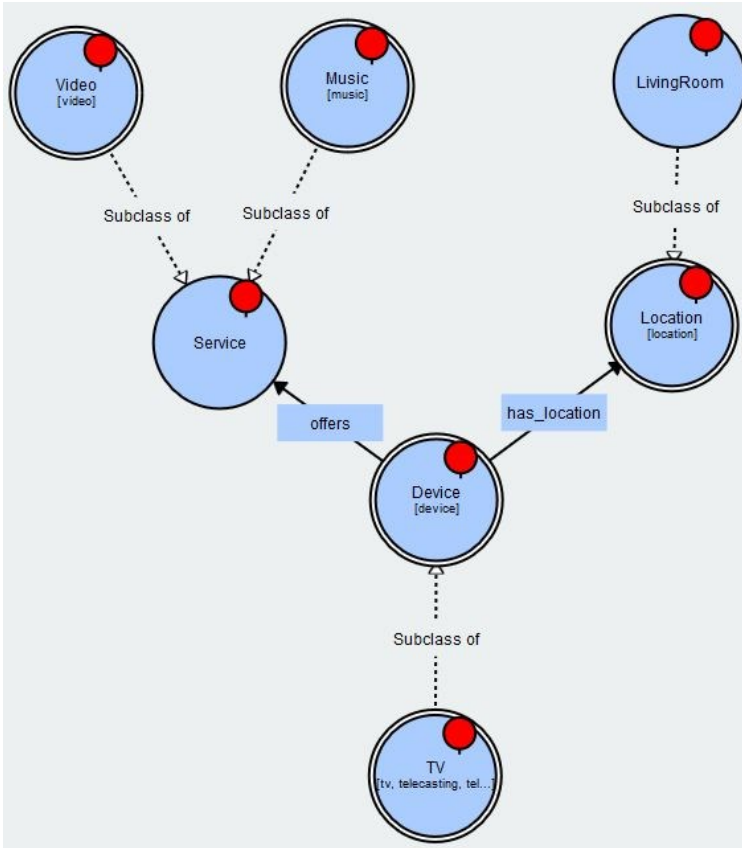 Video
[video]
Music
[music]
LivingRoom
Subclass of
Subclass of
Subclass of
Service
Location
[location]
offers
has_location
Device
[device]
Subclass of
TV
[tv, telecasting, tel...]